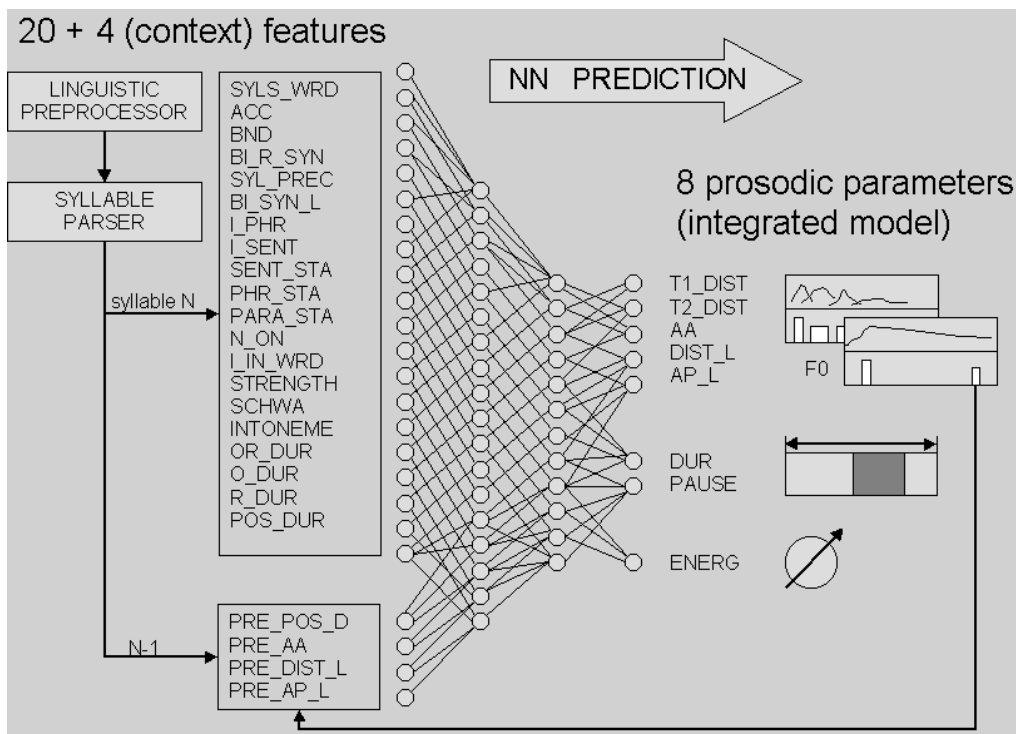 20 + 4 (context) features
LINGUISTIC
PREPROCESSOR
SYLLABLE
PARSER
syllable N
N-1
SYLS_WRD
ACC
BND
BI_R_SYN
SYL_PREC
BI_SYN_L
I_PHR
I_SENT
SENT_STA
PHR_STA
PARA_STA
N_ON
I_IN_WRD
STRENGTH
SCHWA
INTONEME
OR_DUR
O_DUR
R_DUR
POS_DUR
PRE_POS_D
PRE_AA
PRE_DIST_L
PRE_AP_L
NN PREDICTION
8 prosodic parameters
(integrated model)
T1_DIST
T2_DIST
AA
DIST_L
AP_L
F0
DUR
PAUSE
ENERG